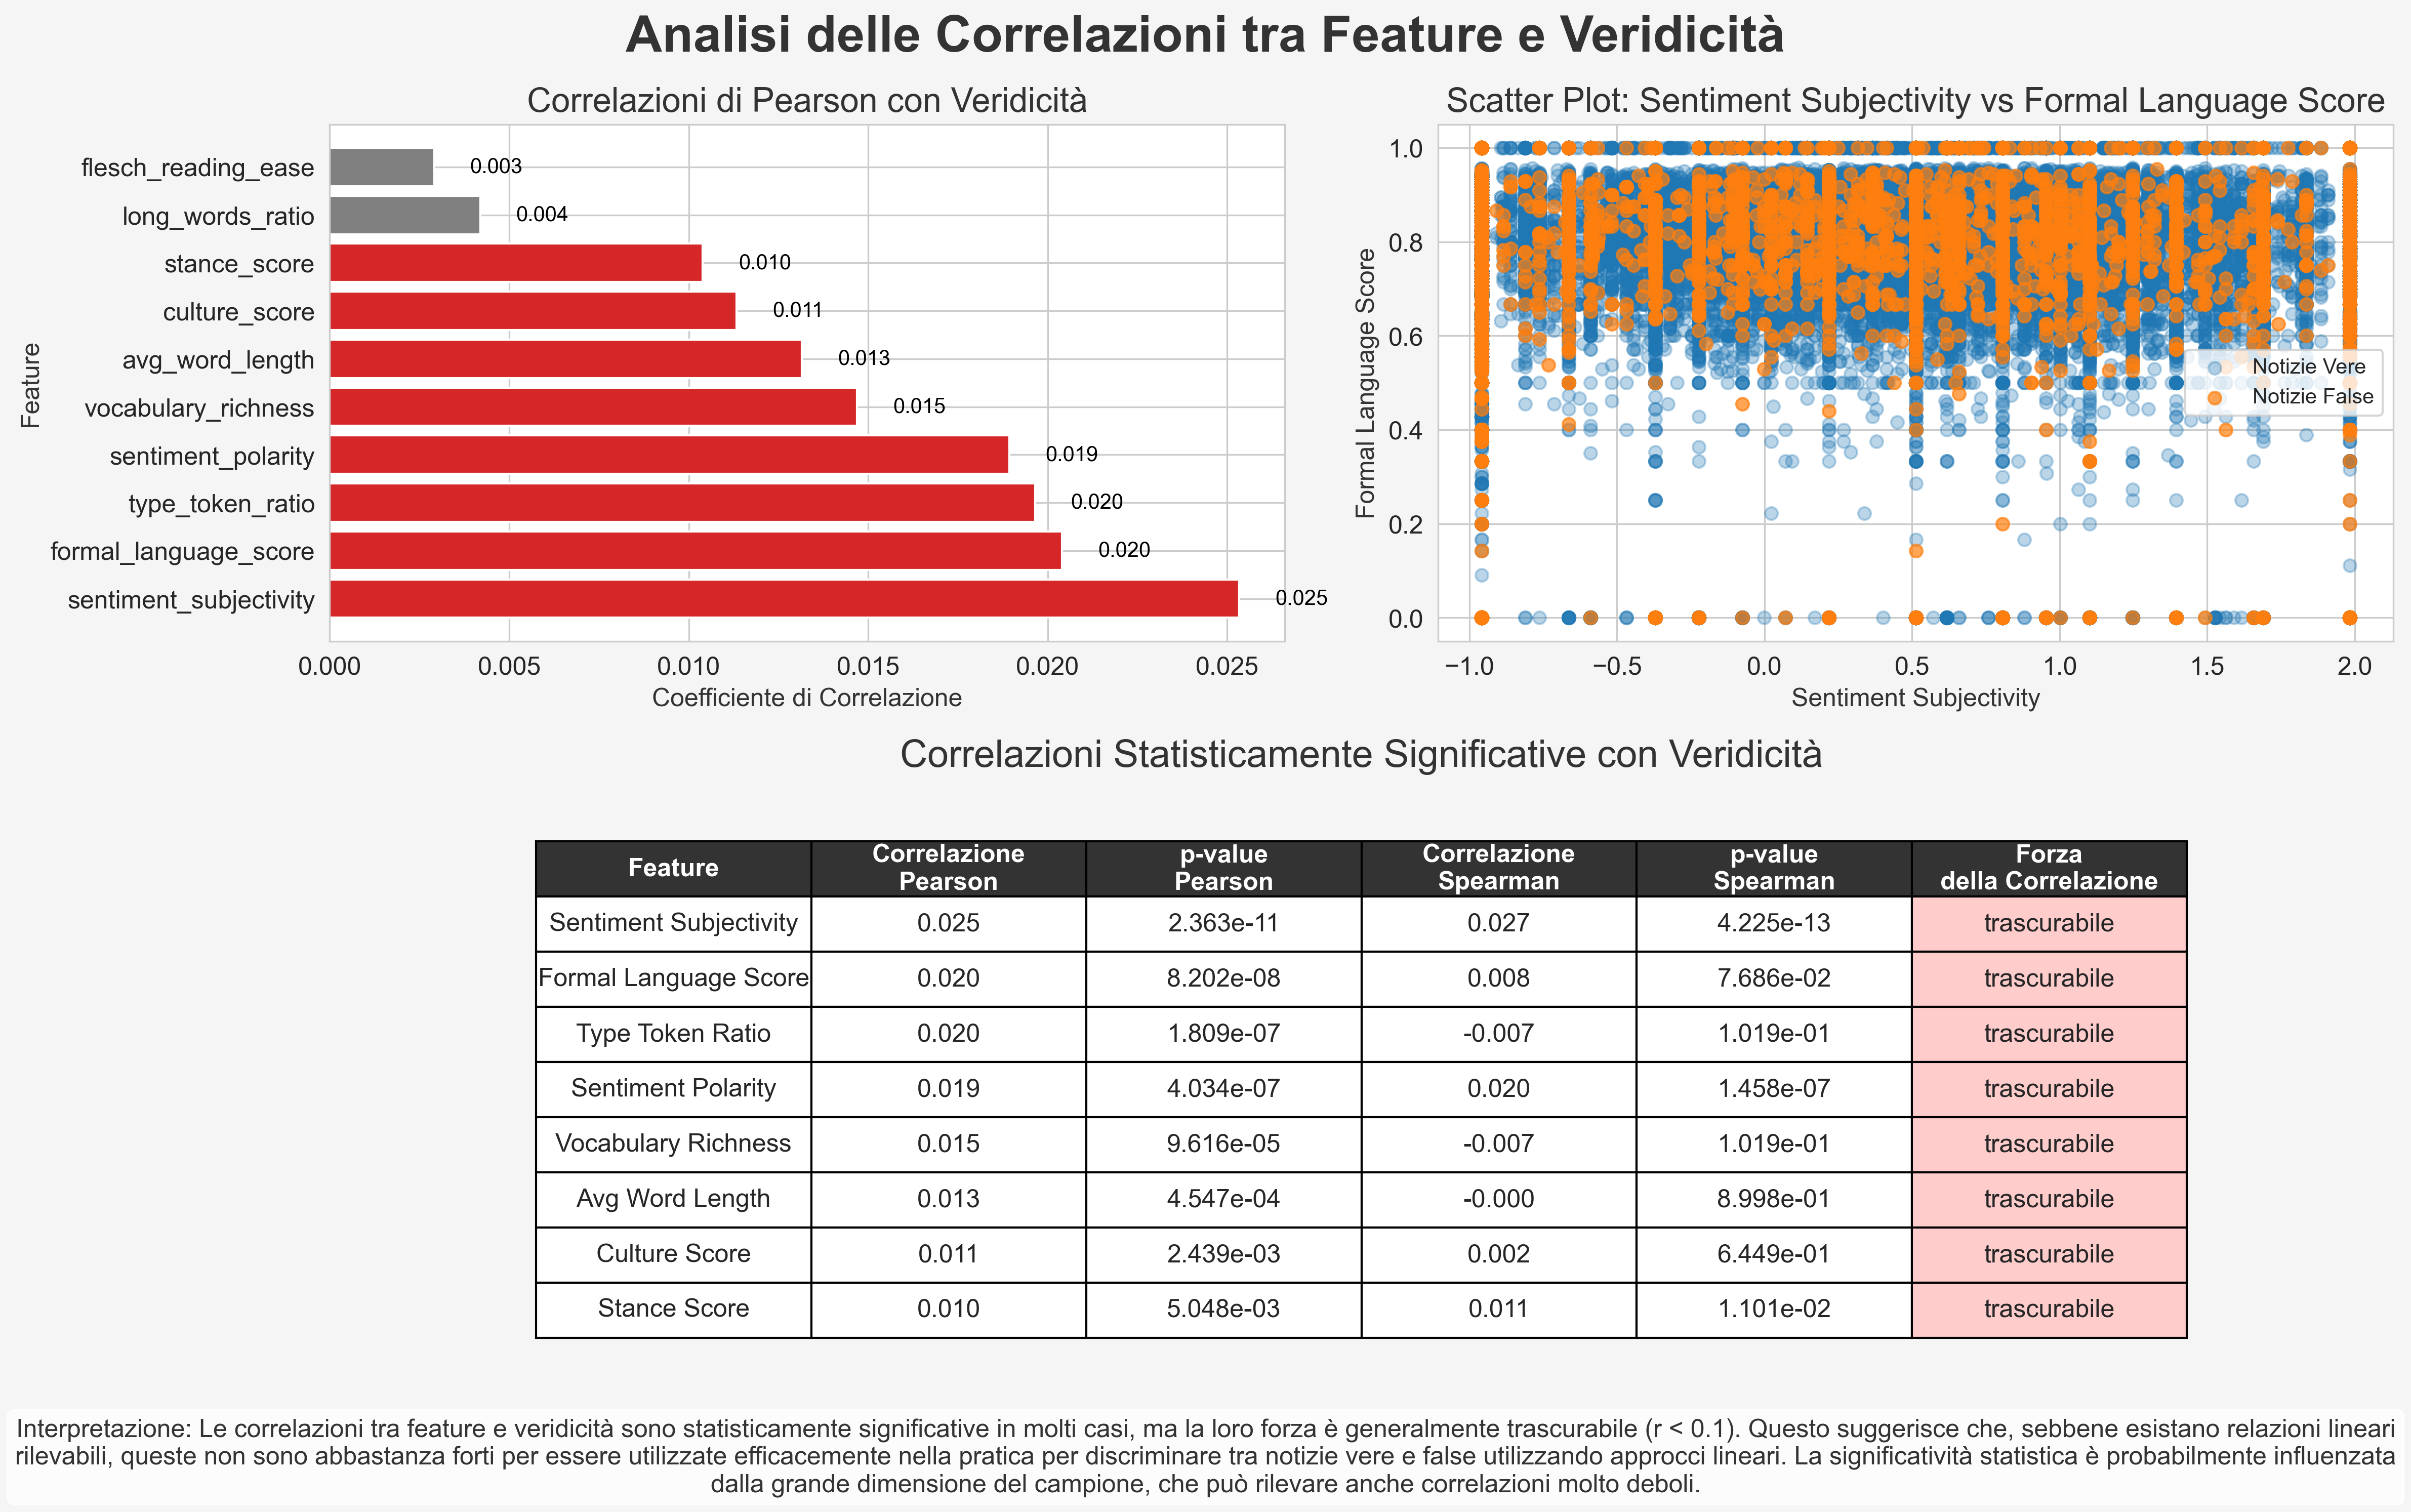 Analisi delle Correlazioni tra Feature e Veridicità
Correlazioni di Pearson con Veridicità
Feature
flesch_reading_ease
0.003
long_words_ratio
0.004
stance_score
0.010
culture_score
0.011
avg_word_length
0.013
vocabulary_richness
0.015
sentiment_polarity
0.019
type_token_ratio
0.020
formal_language_score
0.020
sentiment_subjectivity
0.025
0.000 0.005 0.010 0.015 0.020 0.025
Coefficiente di Correlazione
Scatter Plot: Sentiment Subjectivity vs Formal Language Score
Formal Language Score
1.0
0.8
0.6
0.4
0.2
0.0
Notizie Vere
Notizie False
−1.0 −0.5 0.0 0.5 1.0 1.5 2.0
Sentiment Subjectivity
Correlazioni Statisticamente Significative con Veridicità
Feature Correlazione Pearson p-value Pearson Correlazione Spearman p-value Spearman Forza della Correlazione
Sentiment Subjectivity 0.025 2.363e-11 0.027 4.225e-13 trascurabile
Formal Language Score 0.020 8.202e-08 0.008 7.686e-02 trascurabile
Type Token Ratio 0.020 1.809e-07 -0.007 1.019e-01 trascurabile
Sentiment Polarity 0.019 4.034e-07 0.020 1.458e-07 trascurabile
Vocabulary Richness 0.015 9.616e-05 -0.007 1.019e-01 trascurabile
Avg Word Length 0.013 4.547e-04 -0.000 8.998e-01 trascurabile
Culture Score 0.011 2.439e-03 0.002 6.449e-01 trascurabile
Stance Score 0.010 5.048e-03 0.011 1.101e-02 trascurabile
Interpretazione: Le correlazioni tra feature e veridicità sono statisticamente significative in molti casi, ma la loro forza è generalmente trascurabile (r < 0.1). Questo suggerisce che, sebbene esistano relazioni lineari
rilevabili, queste non sono abbastanza forti per essere utilizzate efficacemente nella pratica per discriminare tra notizie vere e false utilizzando approcci lineari. La significatività statistica è probabilmente influenzata
dalla grande dimensione del campione, che può rilevare anche correlazioni molto deboli.